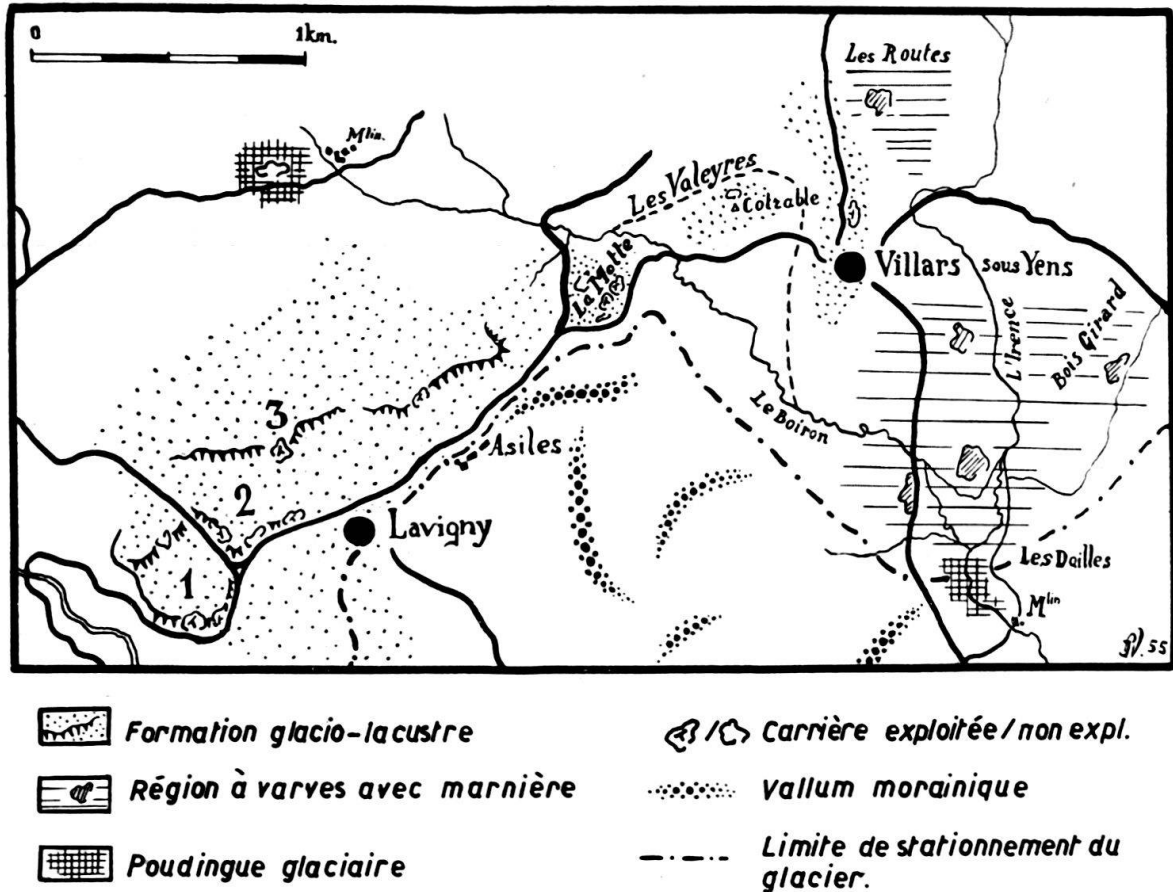 0 1km.
Les Routes
Mlin.
Les Valeyres
Cotrable
La Motte
Villars sous Yens
L'Irence
Bois Girard
3
Le Boiron
Asiles
2
Lavigny
1
Les Dailles
Mlin
55
Formation glacio-lacustre
Région à varves avec marnière
Poudingue glaciaire
Carrière exploitée/non expl.
Vallum morainique
Limite de stationnement du
glacier.